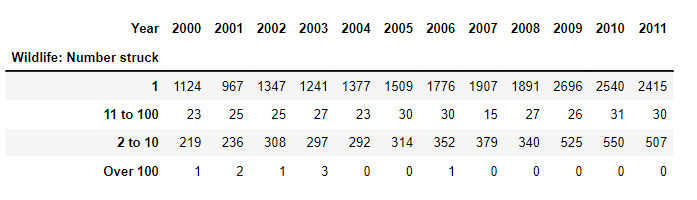 Year 2000 2001 2002 2003 2004 2005 2006 2007 2008 2009 2010 2011
Wildlife: Number struck
1 1124 967 1347 1241 1377 1509 1776 1907 1891 2696 2540 2415
11 to 100 23 25 25 27 23 30 30 15 27 26 31 30
2 to 10 219 236 308 297 292 314 352 379 340 525 550 507
Over 100 1 2 1 3 0 0 1 0 0 0 0 0